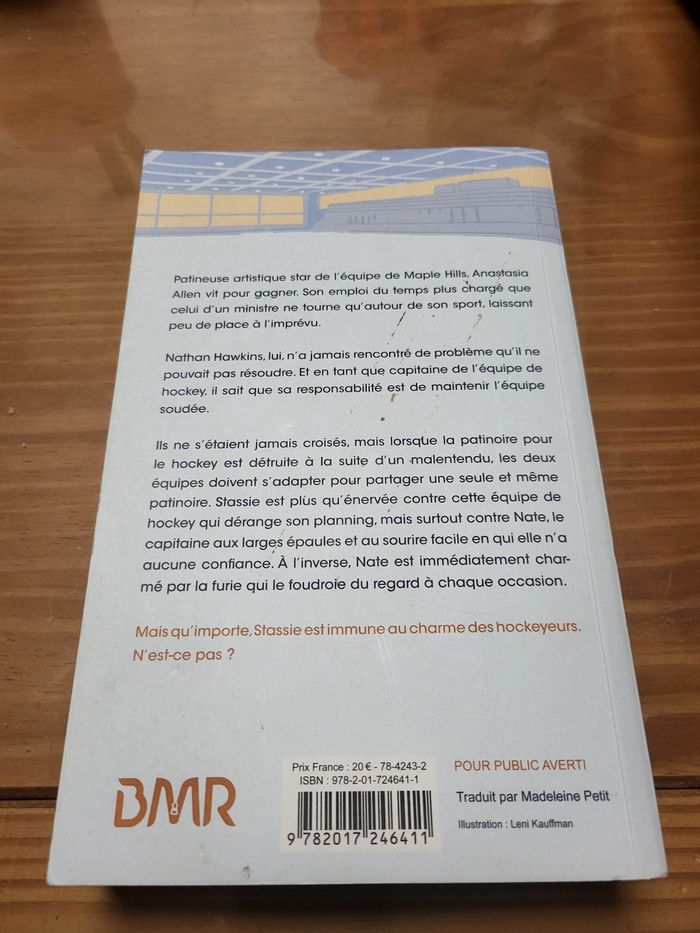 Patineuse artistique star de l'équipe de Maple Hills, Anastasia
Allen vit pour gagner. Son emploi du temps plus chargé que
celui d'un ministre ne tourne qu'autour de son sport, laissant
peu de place à l'imprévu.
Nathan Hawkins, lui, n'a jamais rencontré de problème qu'il ne
pouvait pas résoudre. Et en tant que capitaine de l'équipe de
hockey, il sait que sa responsabilité est de maintenir l'équipe
soudée.
Ils ne s'étaient jamais croisés, mais lorsque la patinoire pour
le hockey est détruite à la suite d'un malentendu, les deux
équipes doivent s'adapter pour partager une seule et même
patinoire. Stassie est plus qu'énervée contre cette équipe de
hockey qui dérange son planning, mais surtout contre Nate, le
capitaine aux larges épaules et au sourire facile en qui elle n'a
aucune confiance. À l'inverse, Nate est immédiatement char-
mé par la furie qui le foudroie du regard à chaque occasion.
Mais qu'importe, Stassie est immune au charme des hockeyeurs.
N'est-ce pas ?
BMR
Prix France : 20 € - 78-4243-2
ISBN : 978-2-01-724641-1
9 782017 246411
POUR PUBLIC AVERTI
Traduit par Madeleine Petit
Illustration : Leni Kauffman